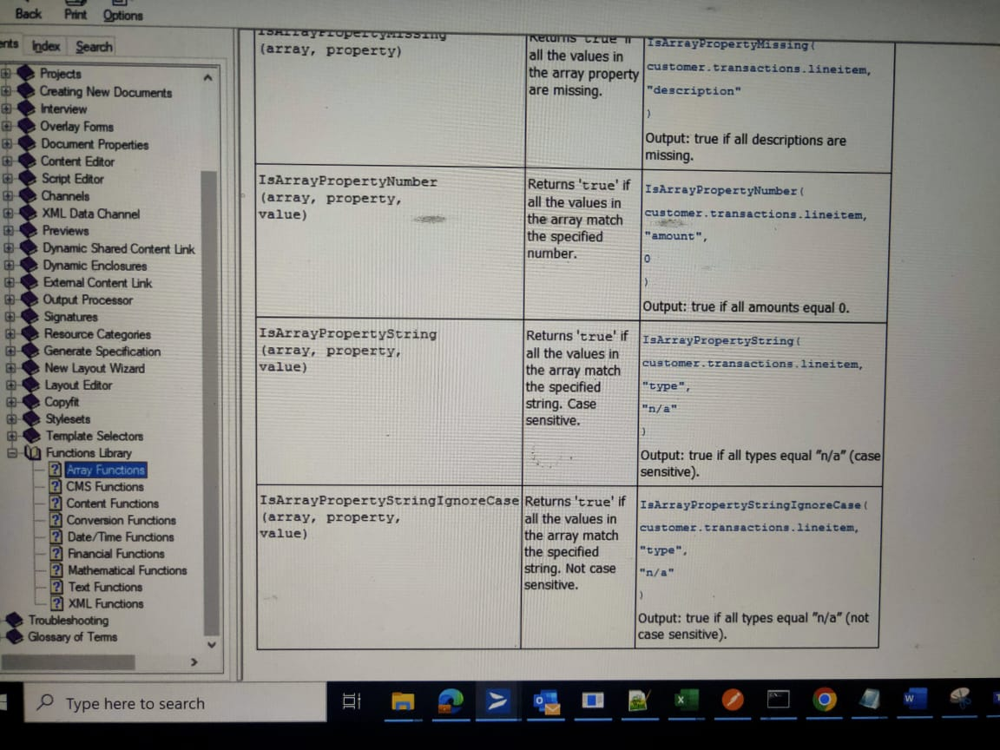 Back Print Options
Index Search
Projects
Creating New Documents
Interview
Overlay Forms
Document Properties
Content Editor
Script Editor
Channels
XML Data Channel
Previews
Dynamic Shared Content Link
Dynamic Enclosures
External Content Link
Output Processor
Signatures
Resource Categories
Generate Specification
New Layout Wizard
Layout Editor
Copyfit
Stylesets
Template Selectors
Functions Library
Array Functions
CMS Functions
Content Functions
Conversion Functions
Date/Time Functions
Financial Functions
Mathematical Functions
Text Functions
XML Functions
Troubleshooting
Glossary of Terms
IsArrayPropertyMissing
(array, property)
Returns true if
all the values in
the array property
are missing.
IsArrayPropertyMissing(
customer.transactions.lineitem,
"description"
)
Output: true if all descriptions are
missing.
IsArrayPropertyNumber
(array, property,
value)
Returns 'true' if
all the values in
the array match
the specified
number.
IsArrayPropertyNumber(
customer.transactions.lineitem,
"amount",
0
)
Output: true if all amounts equal 0.
IsArrayPropertyString
(array, property,
value)
Returns 'true' if
all the values in
the array match
the specified
string. Case
sensitive.
IsArrayPropertyString(
customer.transactions.lineitem,
"type",
"n/a"
)
Output: true if all types equal "n/a" (case
sensitive).
IsArrayPropertyStringIgnoreCase
(array, property,
value)
Returns 'true' if
all the values in
the array match
the specified
string. Not case
sensitive.
IsArrayPropertyStringIgnoreCase(
customer.transactions.lineitem,
"type",
"n/a"
)
Output: true if all types equal "n/a" (not
case sensitive).
Type here to search